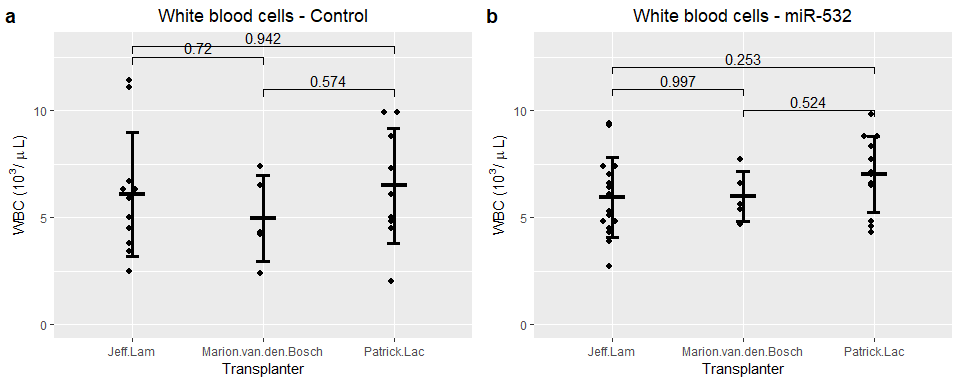 a
White blood cells - Control
0.942
0.72
0.574
10
5
0
WBC (10³/ μ L)
Jeff.Lam
Marion.van.den.Bosch
Patrick.Lac
Transplanter
b
White blood cells - miR-532
0.253
0.997
0.524
10
5
0
WBC (10³/ μ L)
Jeff.Lam
Marion.van.den.Bosch
Patrick.Lac
Transplanter